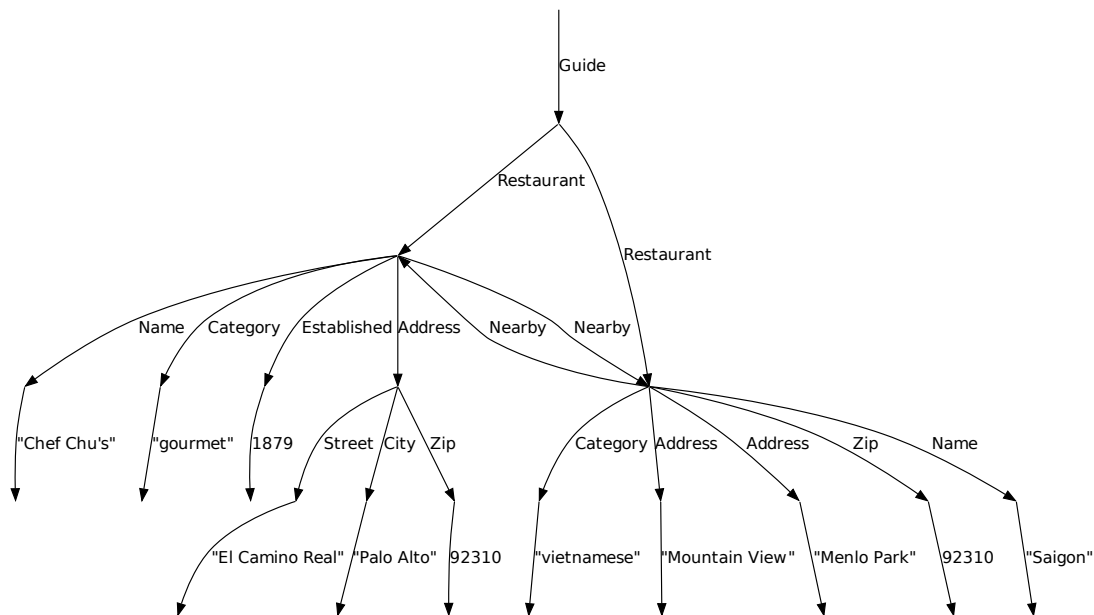 Guide
Restaurant
Restaurant
Name Category Established Address Nearby Nearby
"Chef Chu's" "gourmet" 1879 Street City Zip Category Address Address Zip Name
"El Camino Real" "Palo Alto" 92310 "vietnamese" "Mountain View" "Menlo Park" 92310 "Saigon"